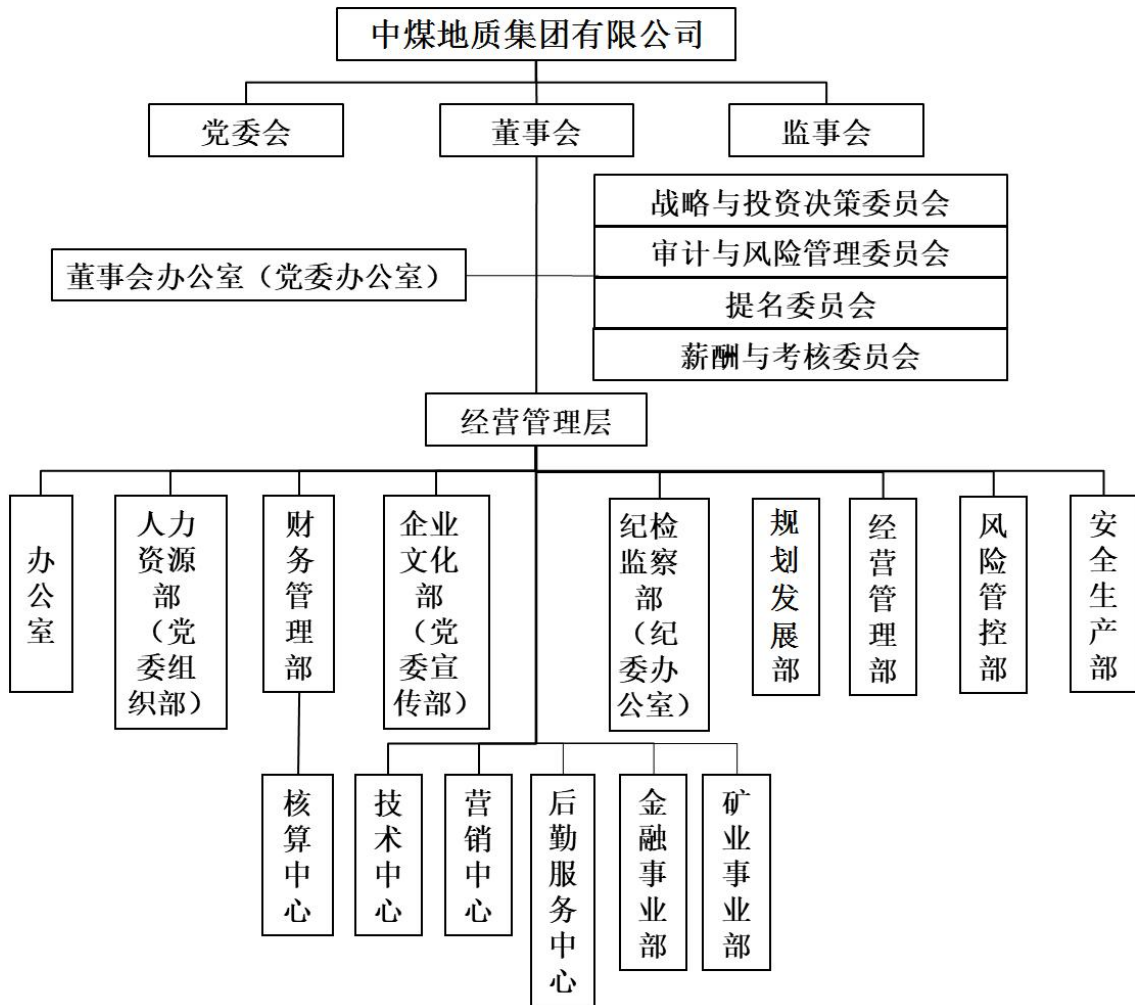 中煤地质集团有限公司
党委会
董事会
监事会
战略与投资决策委员会
董事会办公室（党委办公室）
审计与风险管理委员会
提名委员会
薪酬与考核委员会
经营管理层
办公室
人力资源部（党委组织部）
财务管理部
企业文化部（党委宣传部）
纪检监察部（纪委办公室）
规划发展部
经营管理部
风险管控部
安全生产部
核算中心
技术中心
营销中心
后勤服务中心
金融事业部
矿业事业部